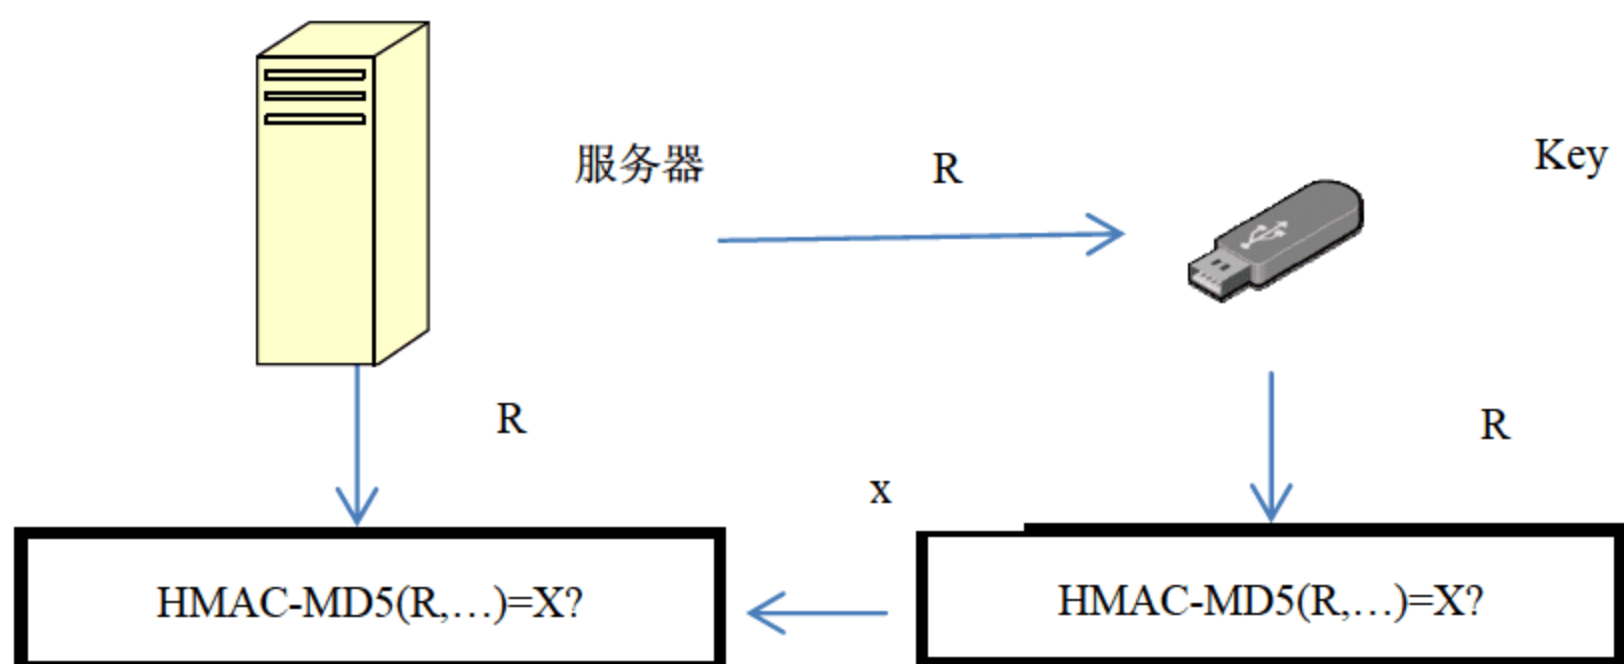 服务器
R
Key
R
R
x
HMAC-MD5(R,…)=X?
HMAC-MD5(R,…)=X?